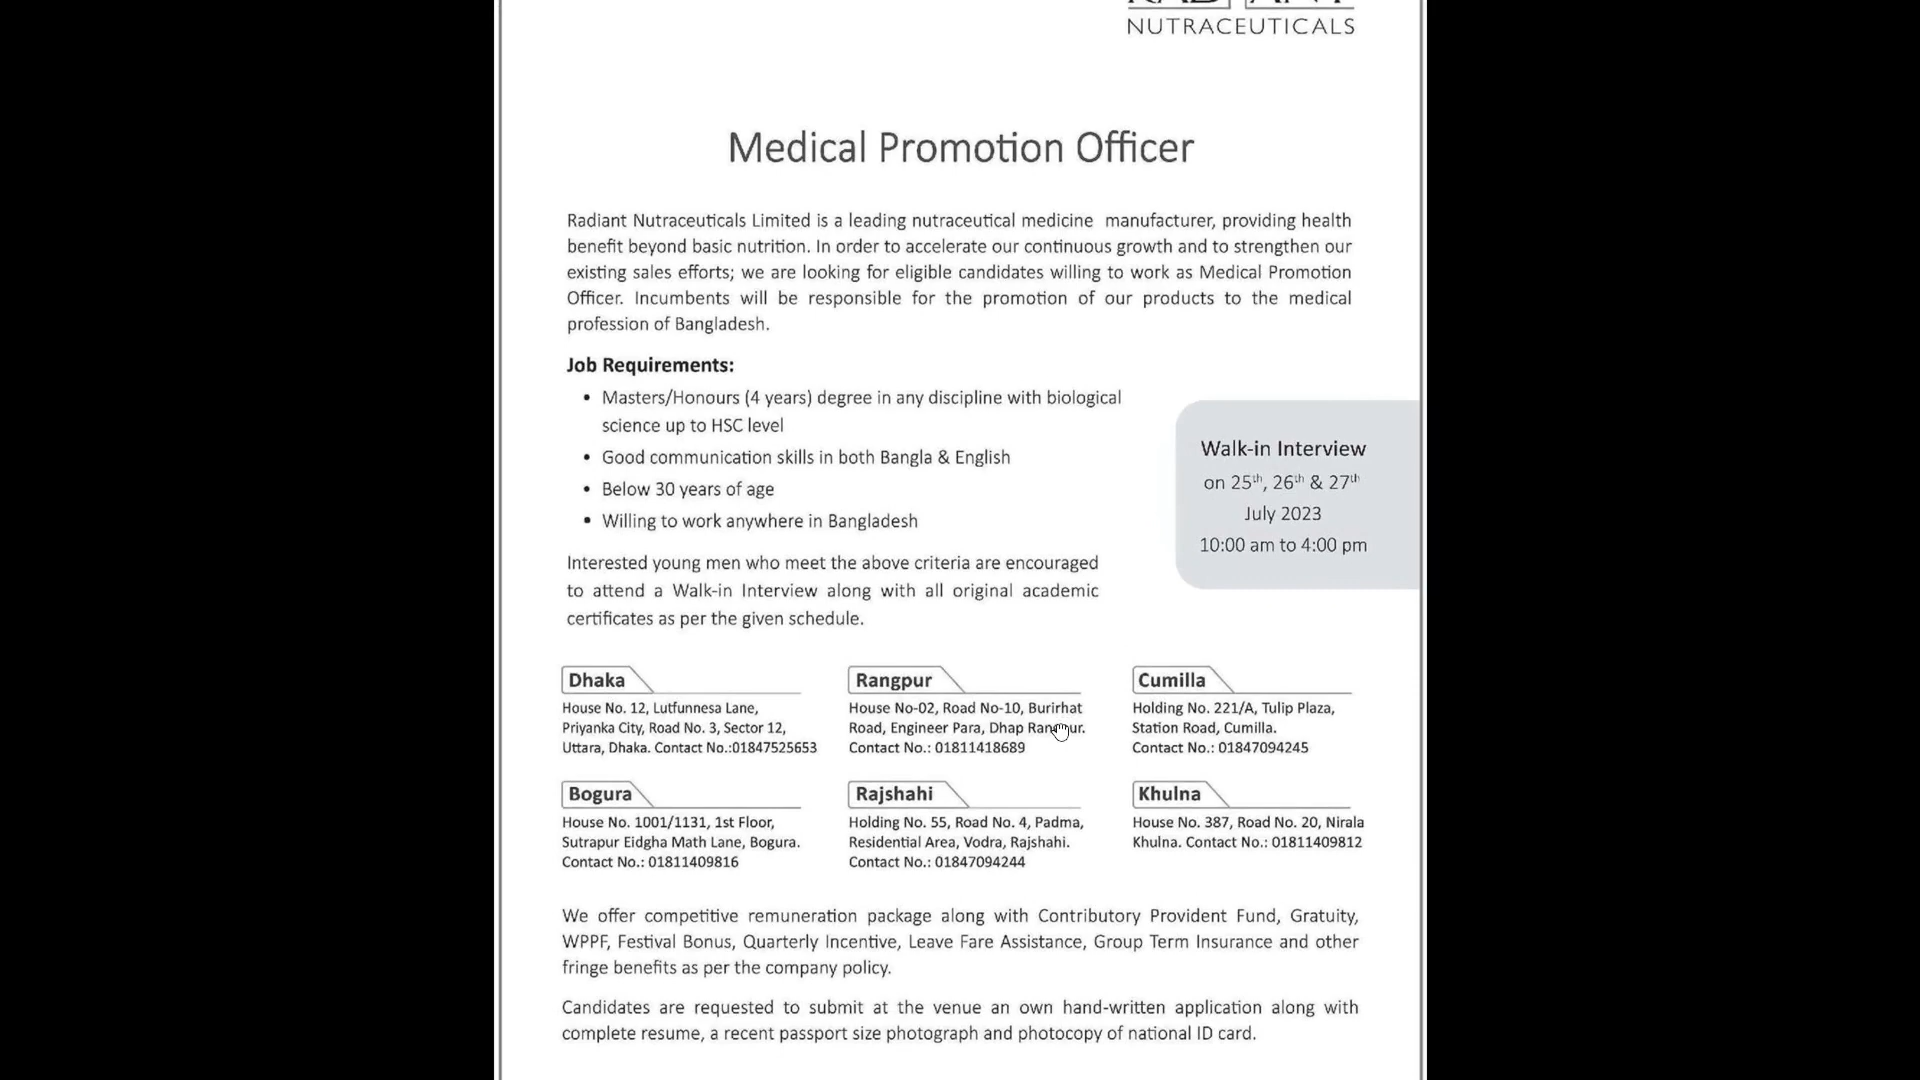 NUTRACEUTICALS
Medical Promotion Officer
Radiant Nutraceuticals Limited is a leading nutraceutical medicine manufacturer, providing health
benefit beyond basic nutrition. In order to accelerate our continuous growth and to strengthen our
existing sales efforts; we are looking for eligible candidates willing to work as Medical Promotion
Officer. Incumbents will be responsible for the promotion of our products to the medical
profession of Bangladesh.
Job Requirements:
• Masters/Honours (4 years) degree in any discipline with biological
science up to HSC level
• Good communication skills in both Bangla & English
• Below 30 years of age
• Willing to work anywhere in Bangladesh
Interested young men who meet the above criteria are encouraged
to attend a Walk-in Interview along with all original academic
certificates as per the given schedule.
Walk-in Interview
on 25th, 26th & 27th
July 2023
10:00 am to 4:00 pm
Dhaka
House No. 12, Lutfunnesa Lane,
Priyanka City, Road No. 3, Sector 12,
Uttara, Dhaka. Contact No.:01847525653
Rangpur
House No-02, Road No-10, Burirhat
Road, Engineer Para, Dhap Rangpur.
Contact No.: 01811418689
Cumilla
Holding No. 221/A, Tulip Plaza,
Station Road, Cumilla.
Contact No.: 01847094245
Bogura
House No. 1001/1131, 1st Floor,
Sutrapur Eidgha Math Lane, Bogura.
Contact No.: 01811409816
Rajshahi
Holding No. 55, Road No. 4, Padma,
Residential Area, Vodra, Rajshahi.
Contact No.: 01847094244
Khulna
House No. 387, Road No. 20, Nirala
Khulna. Contact No.: 01811409812
We offer competitive remuneration package along with Contributory Provident Fund, Gratuity,
WPPF, Festival Bonus, Quarterly Incentive, Leave Fare Assistance, Group Term Insurance and other
fringe benefits as per the company policy.
Candidates are requested to submit at the venue an own hand-written application along with
complete resume, a recent passport size photograph and photocopy of national ID card.